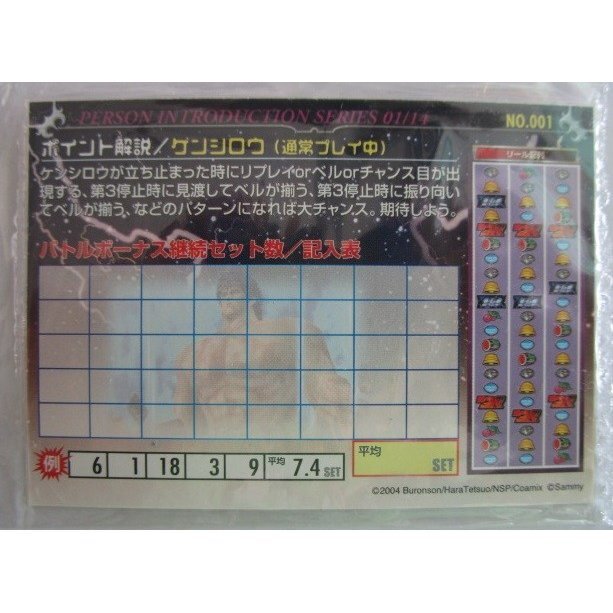 PERSON INTRODUCTION SERIES 01/14
NO.001
ポイント解説/ケンシロウ(通常プレイ中)
ケンシロウが立ち止まった時にリプレイorベルorチャンス目が
出現する、第3停止時に見渡してベルが揃う、第3停止時に振り向い
てベルが揃う、などのパターンになれば大チャンス。期待しよう。
リール配列
バトルボーナス継続セット数/記入表
例 6 1 18 3 9 平均 7.4 SET
平均 SET
©2004 Buronson/HaraTetsuo/NSP/Coamix ©Sammy